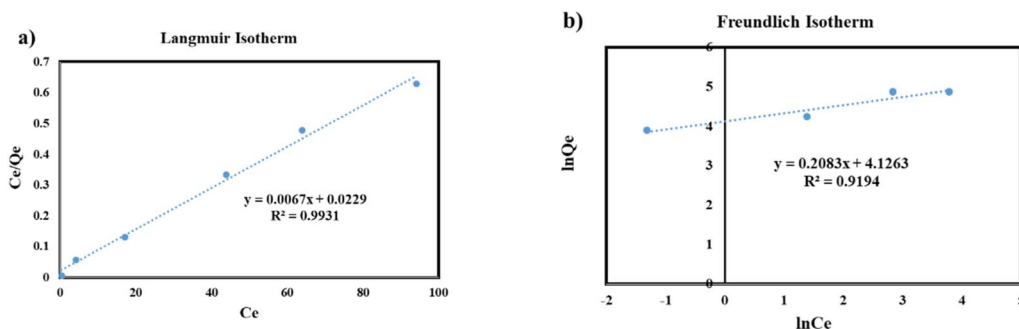 a)
Langmuir Isotherm
0.7
0.6
0.5
0.4
0.3
0.2
0.1
0
Ce/Qe
y = 0.0067x + 0.0229
R² = 0.9931
0 20 40 60 80 100
Ce
b)
Freundlich Isotherm
6
5
4
3
2
1
0
lnQe
y = 0.2083x + 4.1263
R² = 0.9194
-2 -1 0 1 2 3 4
lnCe